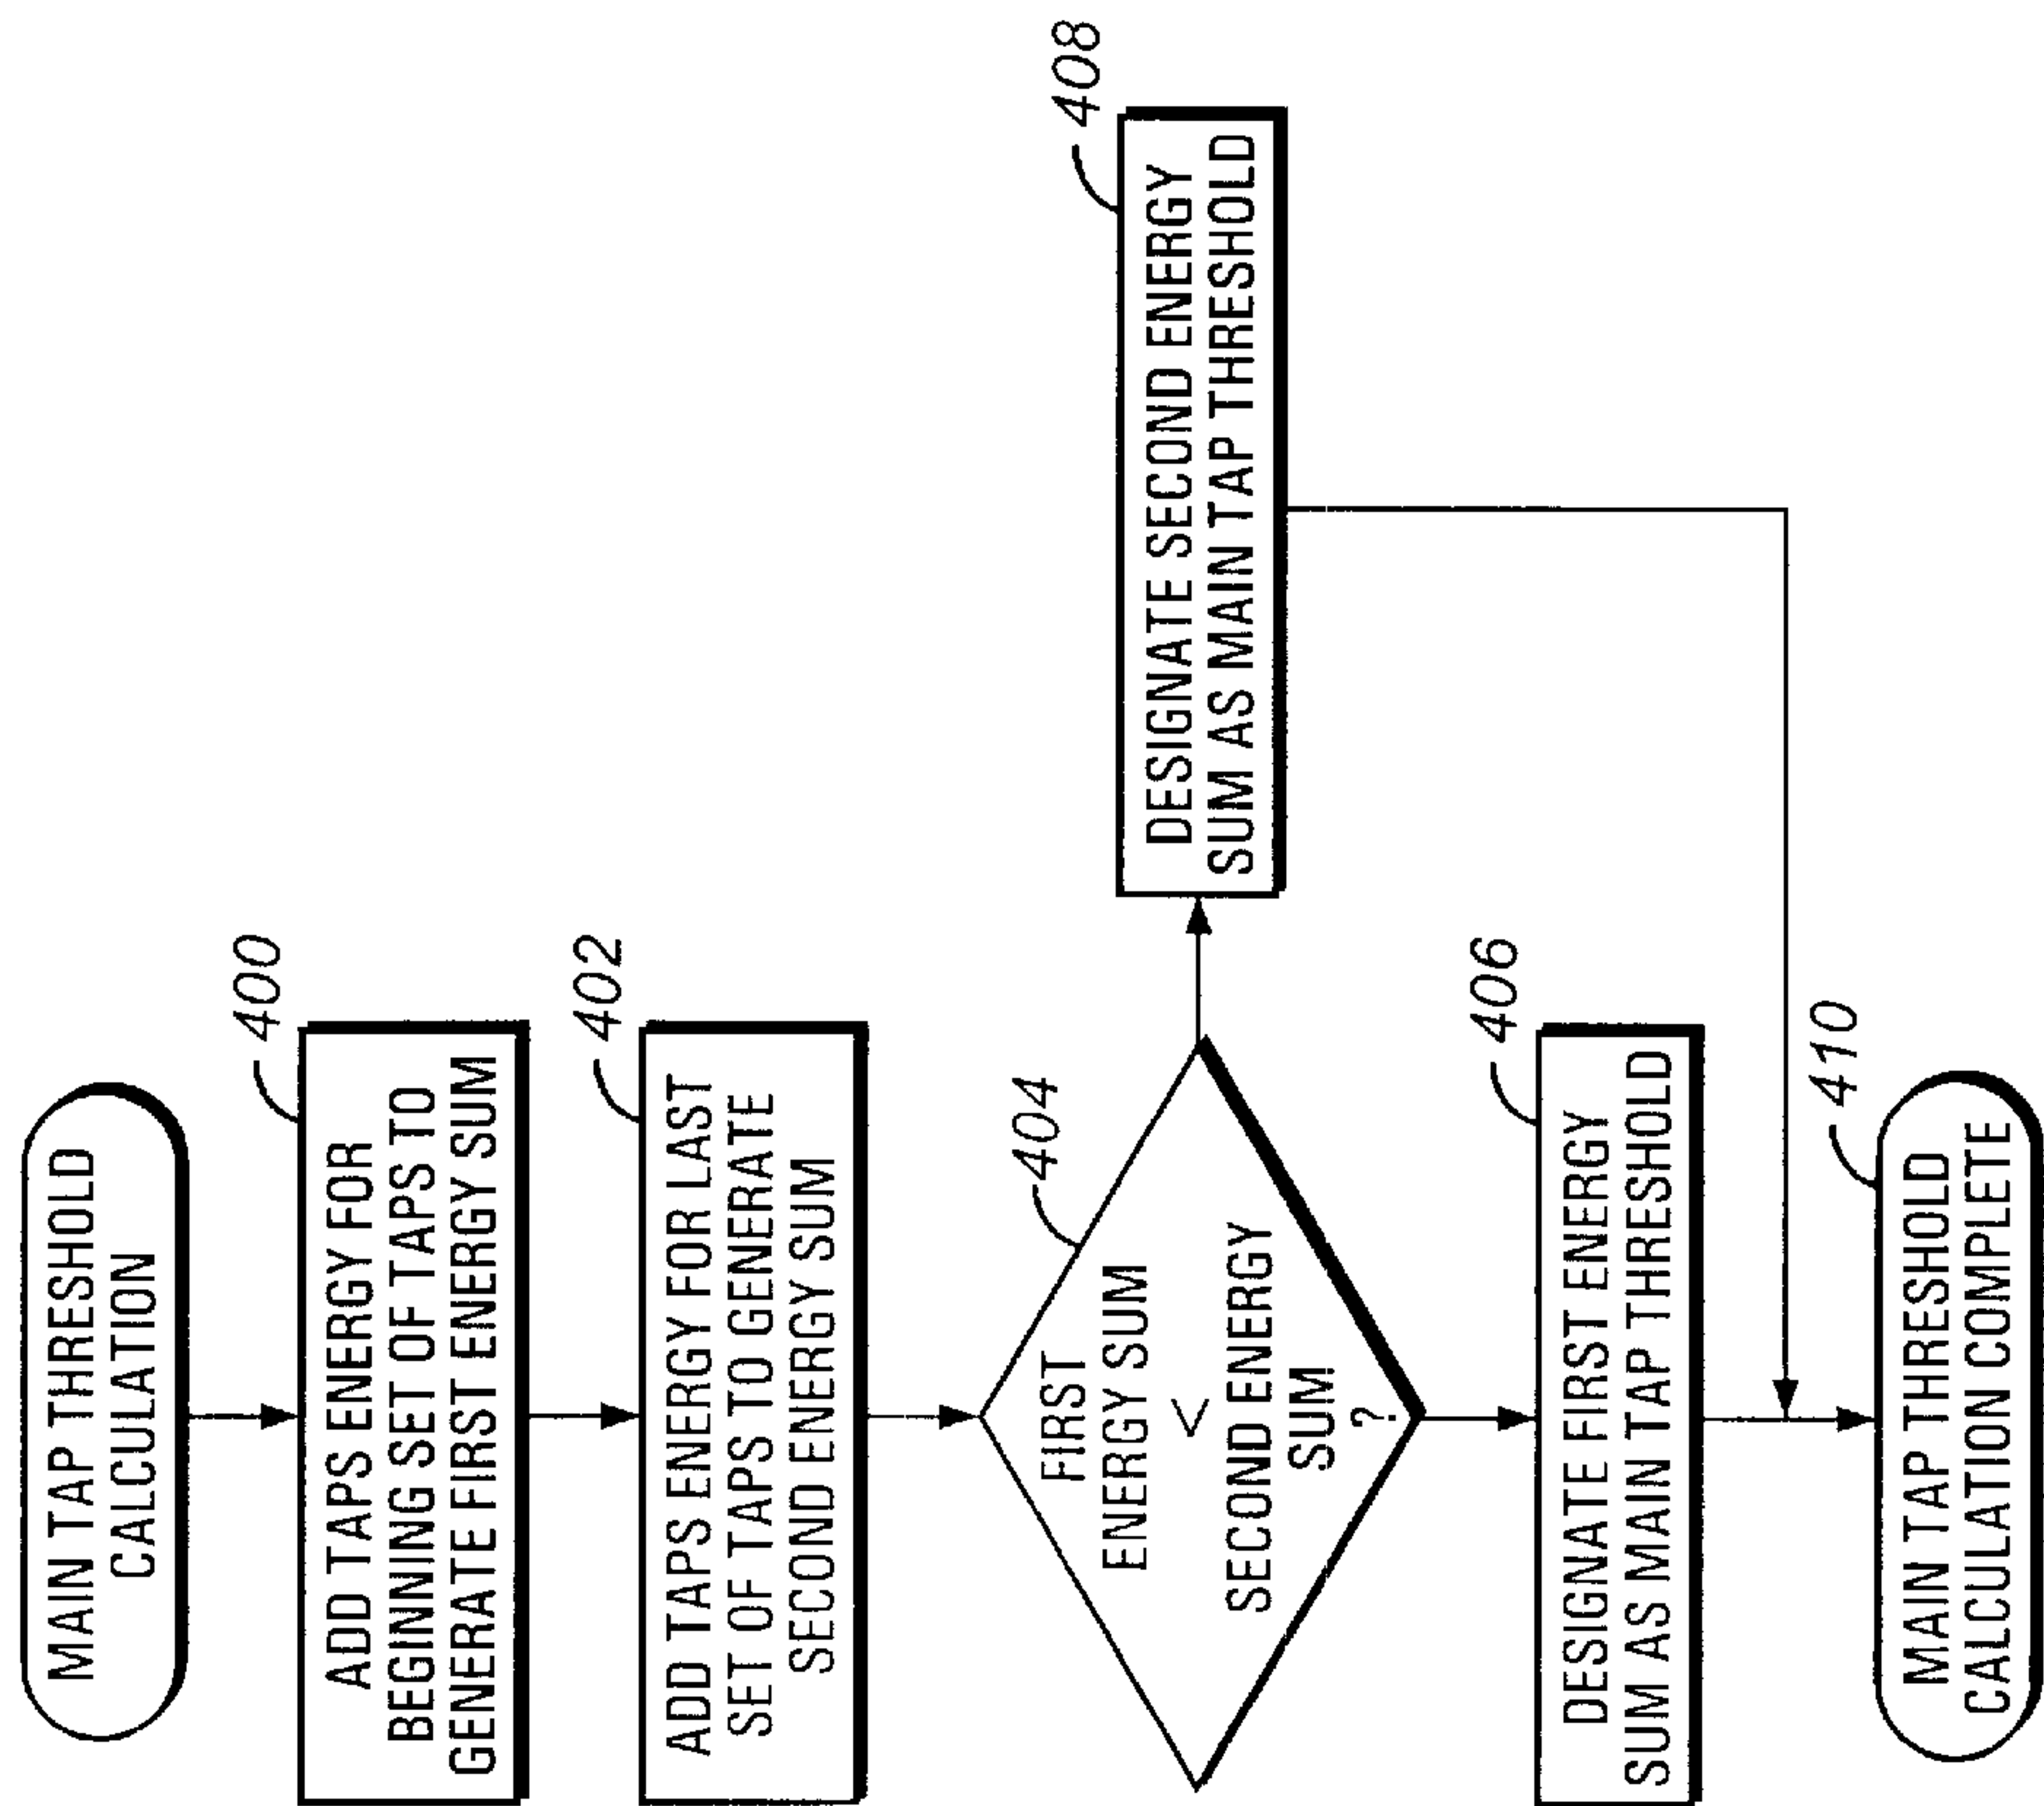 MAIN TAP THRESHOLD
CALCULATION
400
ADD TAPS ENERGY FOR
BEGINNING SET OF TAPS TO
GENERATE FIRST ENERGY SUM
402
ADD TAPS ENERGY FOR LAST
SET OF TAPS TO GENERATE
SECOND ENERGY SUM
404
FIRST
ENERGY SUM
<
SECOND ENERGY
SUM
?
408
DESIGNATE SECOND ENERGY
SUM AS MAIN TAP THRESHOLD
406
DESIGNATE FIRST ENERGY
SUM AS MAIN TAP THRESHOLD
410
MAIN TAP THRESHOLD
CALCULATION COMPLETE